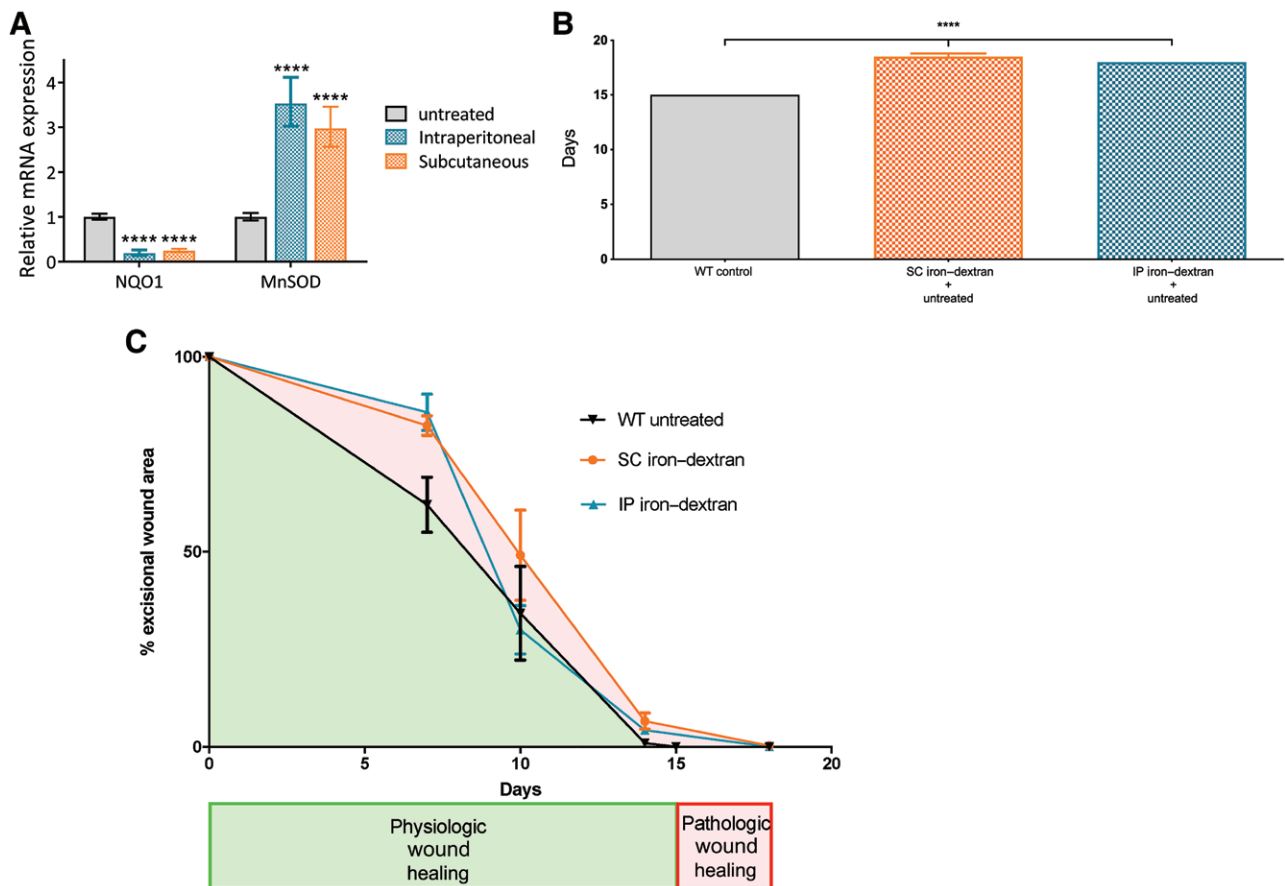 A
Relative mRNA expression
4
3
2
1
0
****
****
**** ****
NQO1
MnSOD
untreated
Intraperitoneal
Subcutaneous
B
****
Days
20
15
10
5
0
WT control
SC iron–dextran
+
untreated
IP iron–dextran
+
untreated
C
% excisional wound area
100
50
0
WT untreated
SC iron–dextran
IP iron–dextran
0
5
10
15
20
Days
Physiologic
wound
healing
Pathologic
wound
healing